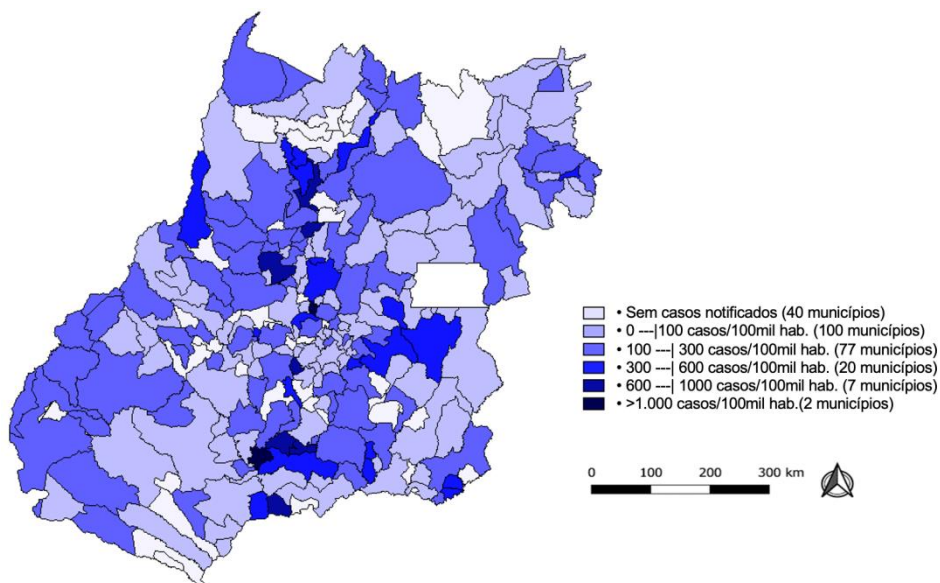 • Sem casos notificados (40 municípios)
• 0 ---|100 casos/100mil hab. (100 municípios)
• 100 ---| 300 casos/100mil hab. (77 municípios)
• 300 ---| 600 casos/100mil hab. (20 municípios)
• 600 ---| 1000 casos/100mil hab. (7 municípios)
• >1.000 casos/100mil hab.(2 municípios)
0 100 200 300 km